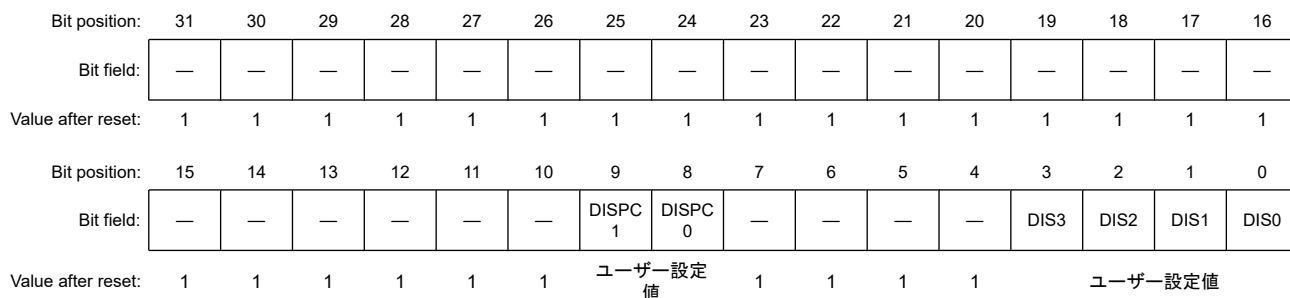 Bit position: 31 30 29 28 27 26 25 24 23 22 21 20 19 18 17 16
Bit field: — — — — — — — — — — — — — — — —
Value after reset: 1 1 1 1 1 1 1 1 1 1 1 1 1 1 1 1
Bit position: 15 14 13 12 11 10 9 8 7 6 5 4 3 2 1 0
Bit field: — — — — — — DISPC1 DISPC0 — — — — DIS3 DIS2 DIS1 DIS0
Value after reset: 1 1 1 1 1 1 ユーザー設定値 1 1 1 1 ユーザー設定値